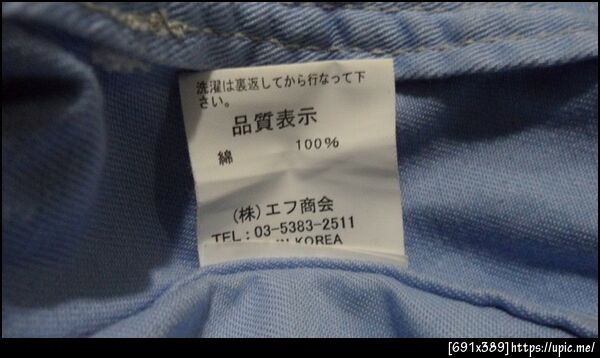 洗濯は裏返してから行なって下
さい。
品質表示
綿 100%
(株)エフ商会
TEL:03-5383-2511
IN KOREA
[691x389]https://upic.me/